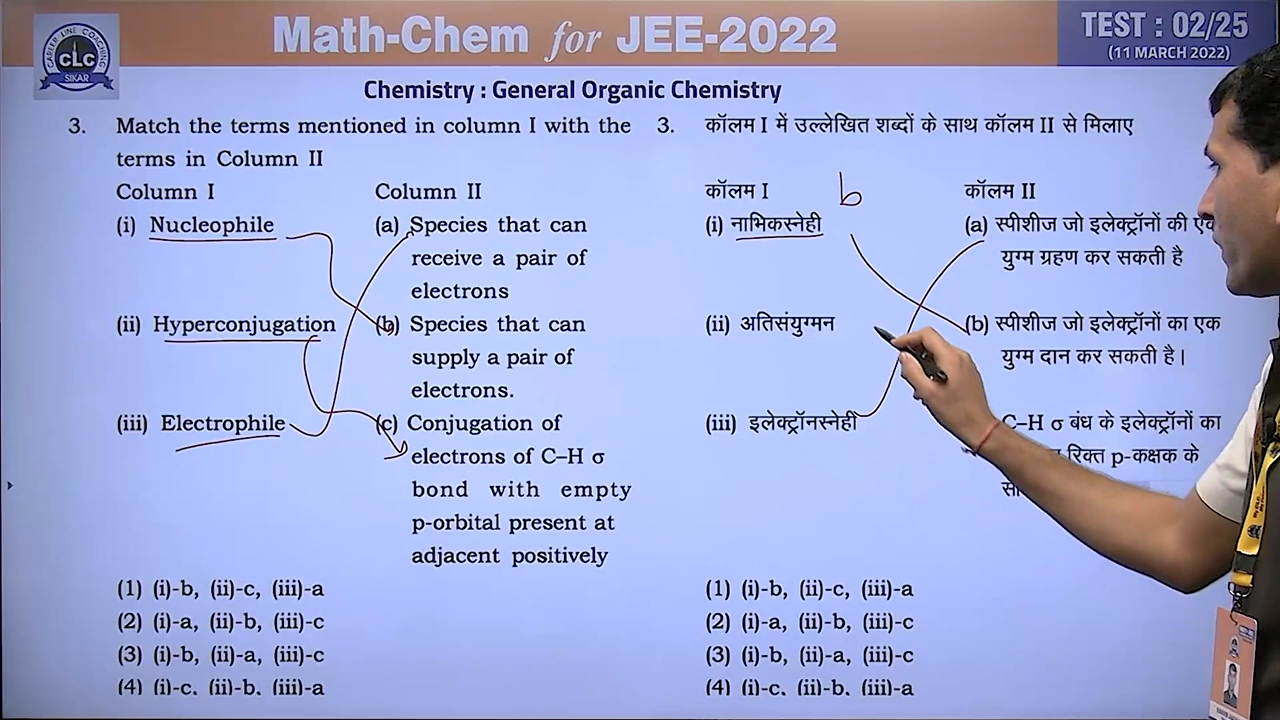 CAREER LINE COACHING
CLC
SIKAR
Math-Chem for JEE-2022
TEST : 02/25
(11 MARCH 2022)
Chemistry : General Organic Chemistry
3. Match the terms mentioned in column I with the
terms in Column II
Column I Column II
(i) Nucleophile (a) Species that can
receive a pair of
electrons
(ii) Hyperconjugation (b) Species that can
supply a pair of
electrons.
(iii) Electrophile (c) Conjugation of
electrons of C–H σ
bond with empty
p-orbital present at
adjacent positively
(1) (i)-b, (ii)-c, (iii)-a
(2) (i)-a, (ii)-b, (iii)-c
(3) (i)-b, (ii)-a, (iii)-c
(4) (i)-c, (ii)-b, (iii)-a
3. कॉलम I में उल्लेखित शब्दों के साथ कॉलम II से मिलाए
b
कॉलम I कॉलम II
(i) नाभिकस्नेही (a) स्पीशीज जो इलेक्ट्रॉनों की
युग्म ग्रहण कर सकती है
(ii) अतिसंयुग्मन (b) स्पीशीज जो इलेक्ट्रॉनों का एक
युग्म दान कर सकती है।
(iii) इलेक्ट्रॉनस्नेही C–H σ बंध के इलेक्ट्रॉनों का
रिक्त p-कक्षक के
(1) (i)-b, (ii)-c, (iii)-a
(2) (i)-a, (ii)-b, (iii)-c
(3) (i)-b, (ii)-a, (iii)-c
(4) (i)-c, (ii)-b, (iii)-a